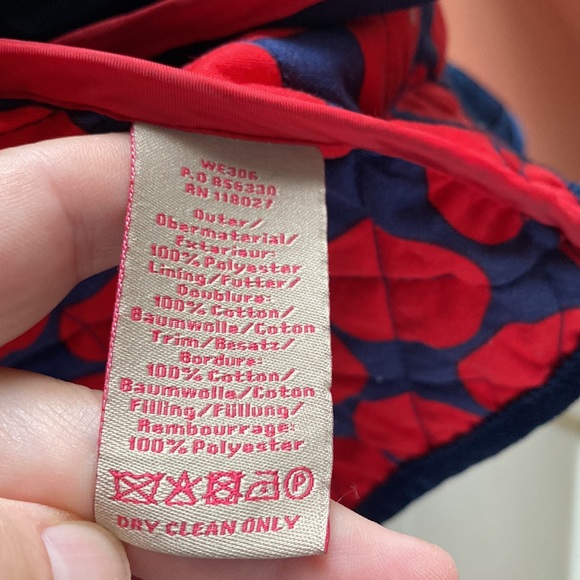 WE306
P.O 856330
RN 118027
Outer/
Obermaterial/
Exterieur:
100% Polyester
Lining/Futter/
Doublure:
100% Cotton/
Baumwolle/Coton
Trim/Besatz/
Bordure:
100% Cotton/
Baumwolle/Coton
Filling/Füllung/
Rembourrage:
100% Polyester
P
DRY CLEAN ONLY